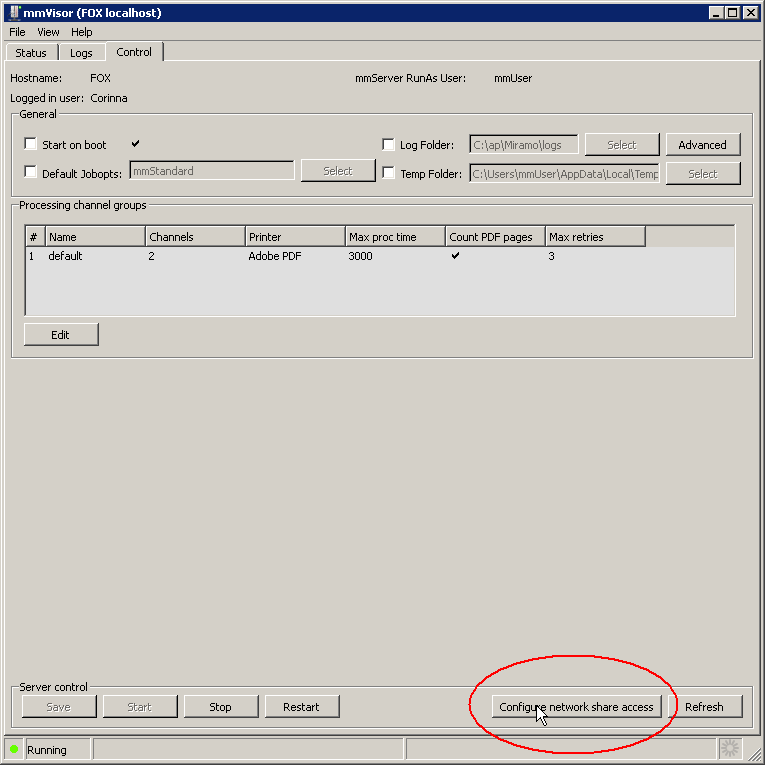 mmVisor (FOX localhost)
File View Help
Status Logs Control
Hostname: FOX mmServer RunAs User: mmUser
Logged in user: Corinna
General
Start on boot Log Folder: C:\ap\Miramo\logs Select Advanced
Default Jobopts: mmStandard Select Temp Folder: C:\Users\mmUser\AppData\Local\Temp Select
Processing channel groups
# Name Channels Printer Max proc time Count PDF pages Max retries
1 default 2 Adobe PDF 3000 3
Edit
Server control
Save Start Stop Restart Configure network share access Refresh
Running